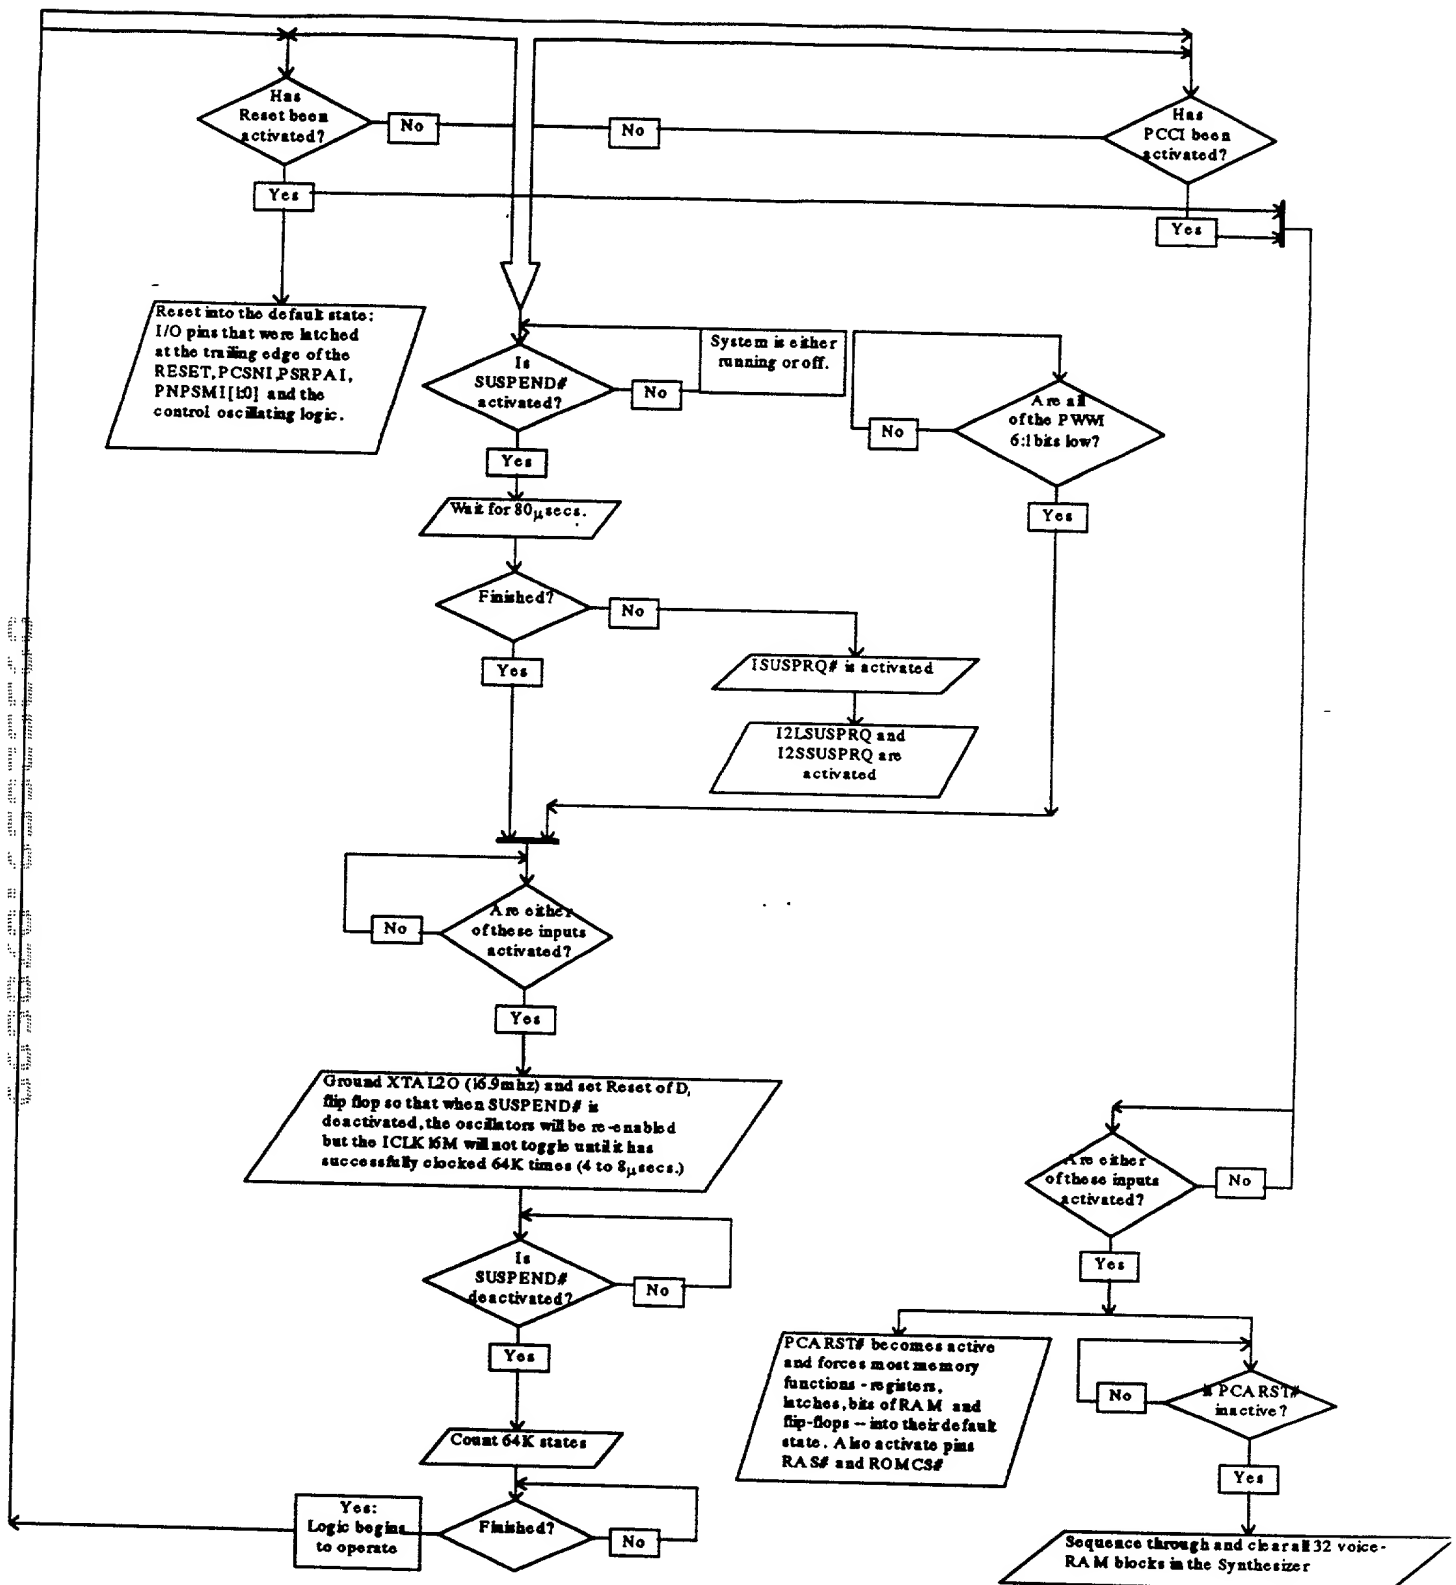 Has
Reset been
activated?
No
No
Has
PCCI been
activated?
Yes
Yes
Reset into the default state:
I/O pins that were latched
at the trailing edge of the
RESET, PCSNI, PSRPAI,
PNPSMI[1:0] and the
control oscillating logic.
Is
SUSPEND#
activated?
No
System is either
running or off.
No
Are all
of the PWM
6:1 bits low?
Yes
Yes
Wait for 80μsecs.
Finished?
No
Yes
ISUSPRQ# is activated
I2LSUSPRQ and
I2SSUSPRQ are
activated
No
Are either
of these inputs
activated?
Yes
Ground XTAL2O (16.9mhz) and set Reset of D,
flip flop so that when SUSPEND# is
deactivated, the oscillators will be re-enabled
but the ICLK16M will not toggle until it has
successfully clocked 64K times (4 to 8μsecs.)
Is
SUSPEND#
deactivated?
No
Yes
Count 64K states
Finished?
No
Yes:
Logic begins
to operate
Are either
of these inputs
activated?
No
Yes
PCARST# becomes active
and forces most memory
functions - registers,
latches, bits of RAM and
flip-flops -- into their default
state. Also activate pins
RAS# and ROMCS#
No
Is PCARST#
inactive?
Yes
Sequence through and clear all 32 voice-
RAM blocks in the Synthesizer